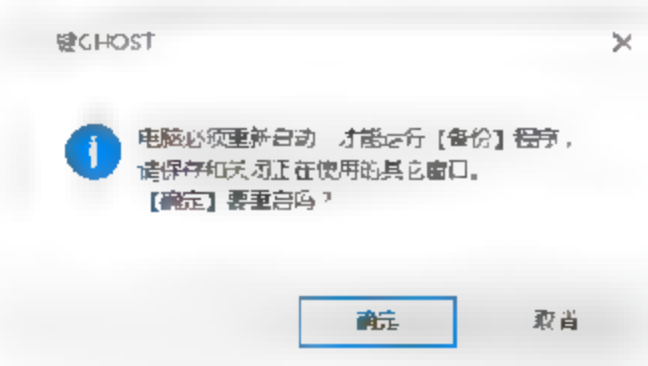 键GHOST
电脑必须重新启动 才能运行【备份】程序，
请保存和关闭正在使用的其它窗口。
【确定】要重启吗？
确定
取消